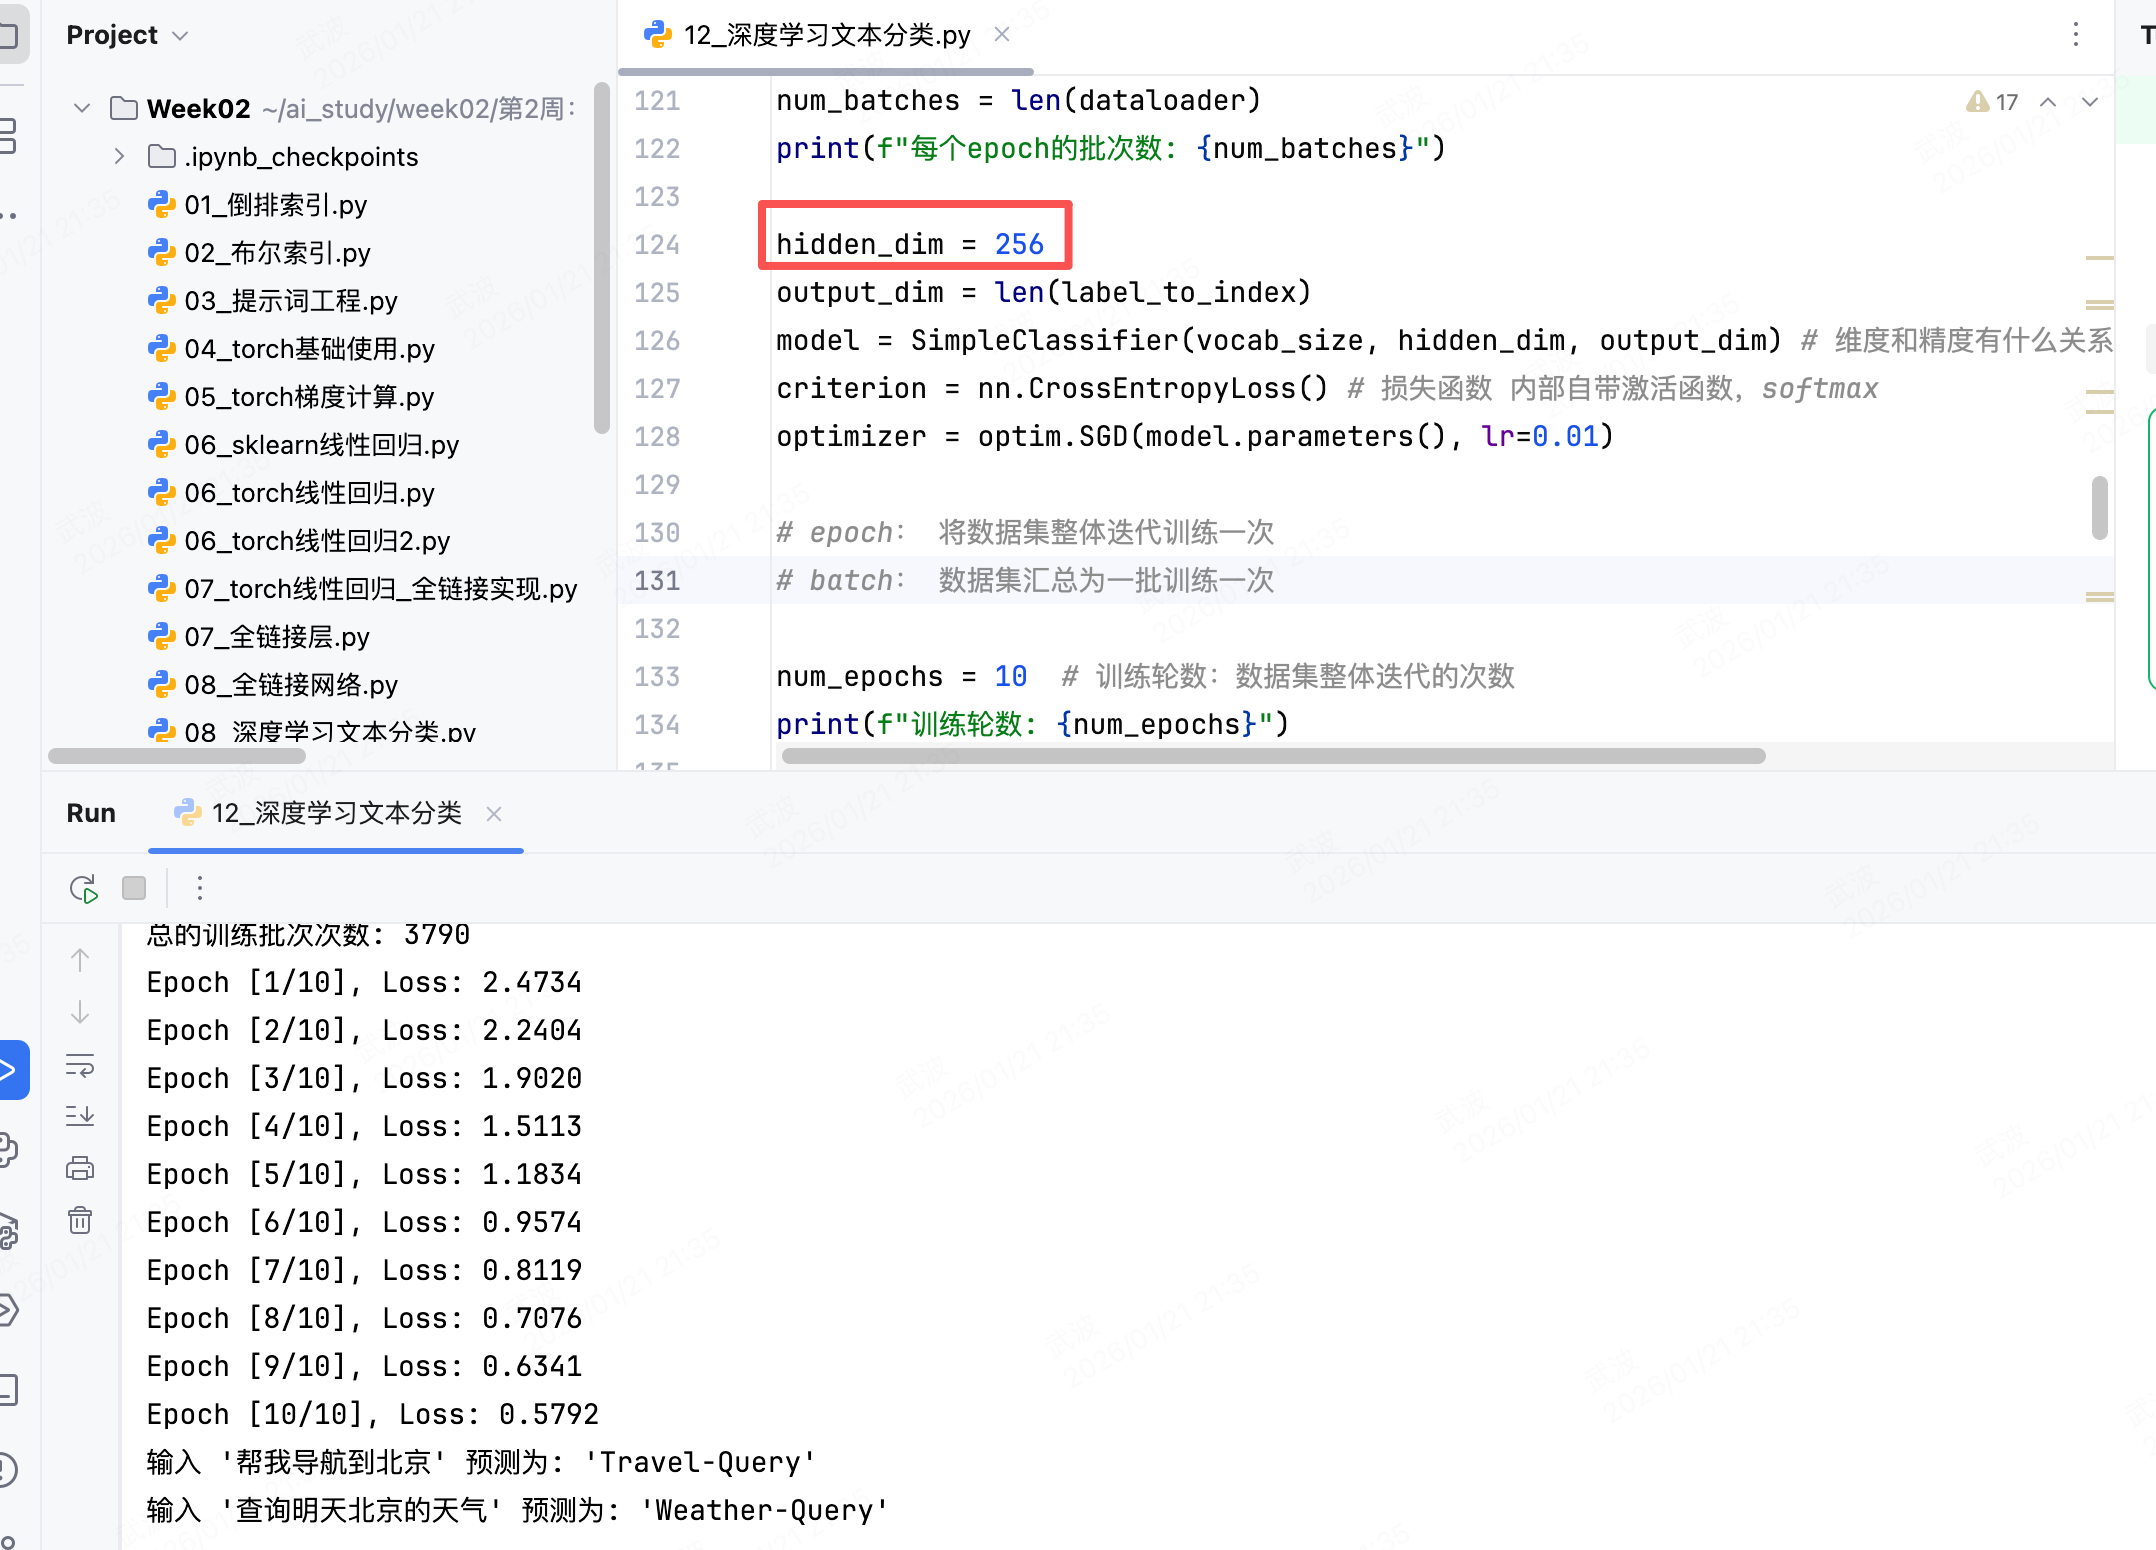 Project
Week02 ~/ai_study/week02/第2周:
.ipynb_checkpoints
01_倒排索引.py
02_布尔索引.py
03_提示词工程.py
04_torch基础使用.py
05_torch梯度计算.py
06_sklearn线性回归.py
06_torch线性回归.py
06_torch线性回归2.py
07_torch线性回归_全链接实现.py
07_全链接层.py
08_全链接网络.py
08_深度学习文本分类.py
12_深度学习文本分类.py
17
121 num_batches = len(dataloader)
122 print(f"每个epoch的批次数: {num_batches}")
123
124 hidden_dim = 256
125 output_dim = len(label_to_index)
126 model = SimpleClassifier(vocab_size, hidden_dim, output_dim) # 维度和精度有什么关系
127 criterion = nn.CrossEntropyLoss() # 损失函数 内部自带激活函数，softmax
128 optimizer = optim.SGD(model.parameters(), lr=0.01)
129
130 # epoch： 将数据集整体迭代训练一次
131 # batch： 数据集汇总为一批训练一次
132
133 num_epochs = 10 # 训练轮数：数据集整体迭代的次数
134 print(f"训练轮数: {num_epochs}")
135
Run
12_深度学习文本分类
总的训练批次次数: 3790
Epoch [1/10], Loss: 2.4734
Epoch [2/10], Loss: 2.2404
Epoch [3/10], Loss: 1.9020
Epoch [4/10], Loss: 1.5113
Epoch [5/10], Loss: 1.1834
Epoch [6/10], Loss: 0.9574
Epoch [7/10], Loss: 0.8119
Epoch [8/10], Loss: 0.7076
Epoch [9/10], Loss: 0.6341
Epoch [10/10], Loss: 0.5792
输入 '帮我导航到北京' 预测为: 'Travel-Query'
输入 '查询明天北京的天气' 预测为: 'Weather-Query'
武波
2026/01/21 21:35